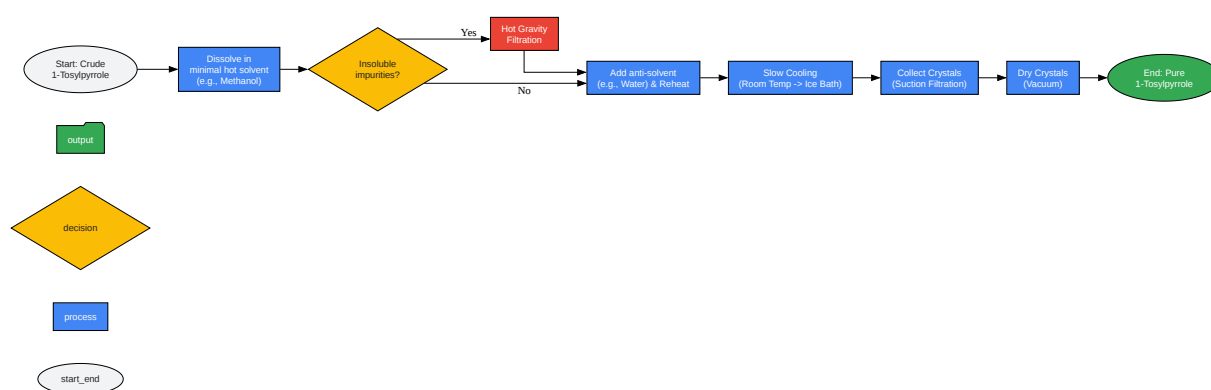 Start: Crude
1-Tosylpyrrole
Dissolve in
minimal hot solvent
(e.g., Methanol)
Insoluble
impurities?
Yes
No
Hot Gravity
Filtration
Add anti-solvent
(e.g., Water) & Reheat
Slow Cooling
(Room Temp -> Ice Bath)
Collect Crystals
(Suction Filtration)
Dry Crystals
(Vacuum)
End: Pure
1-Tosylpyrrole
output
decision
process
start_end